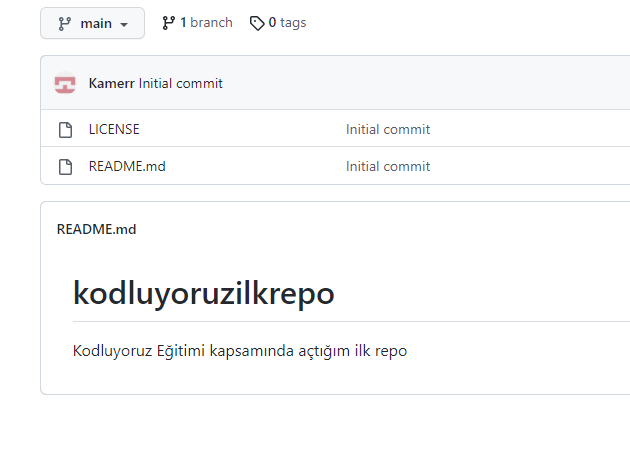 main 1 branch 0 tags
Kamerr Initial commit
LICENSE Initial commit
README.md Initial commit
README.md
kodluyoruzilkrepo
Kodluyoruz Eğitimi kapsamında açtığım ilk repo